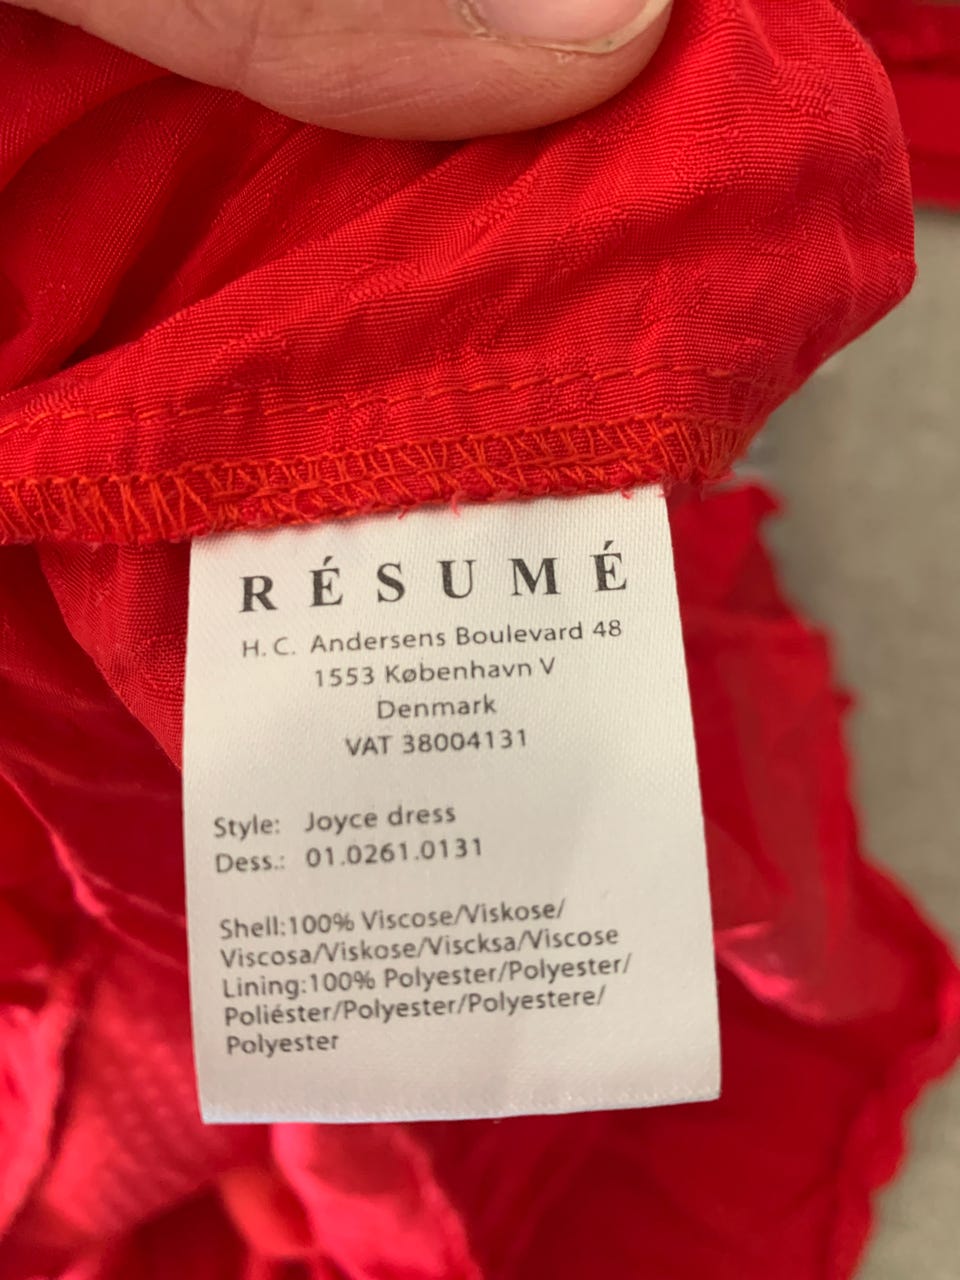 RÉSUMÉ
H. C. Andersens Boulevard 48
1553 København V
Denmark
VAT 38004131
Style: Joyce dress
Dess.: 01.0261.0131
Shell:100% Viscose/Viskose/
Viscosa/Viskose/Viscksa/Viscose
Lining:100% Polyester/Polyester/
Poliéster/Polyester/Polyestere/
Polyester